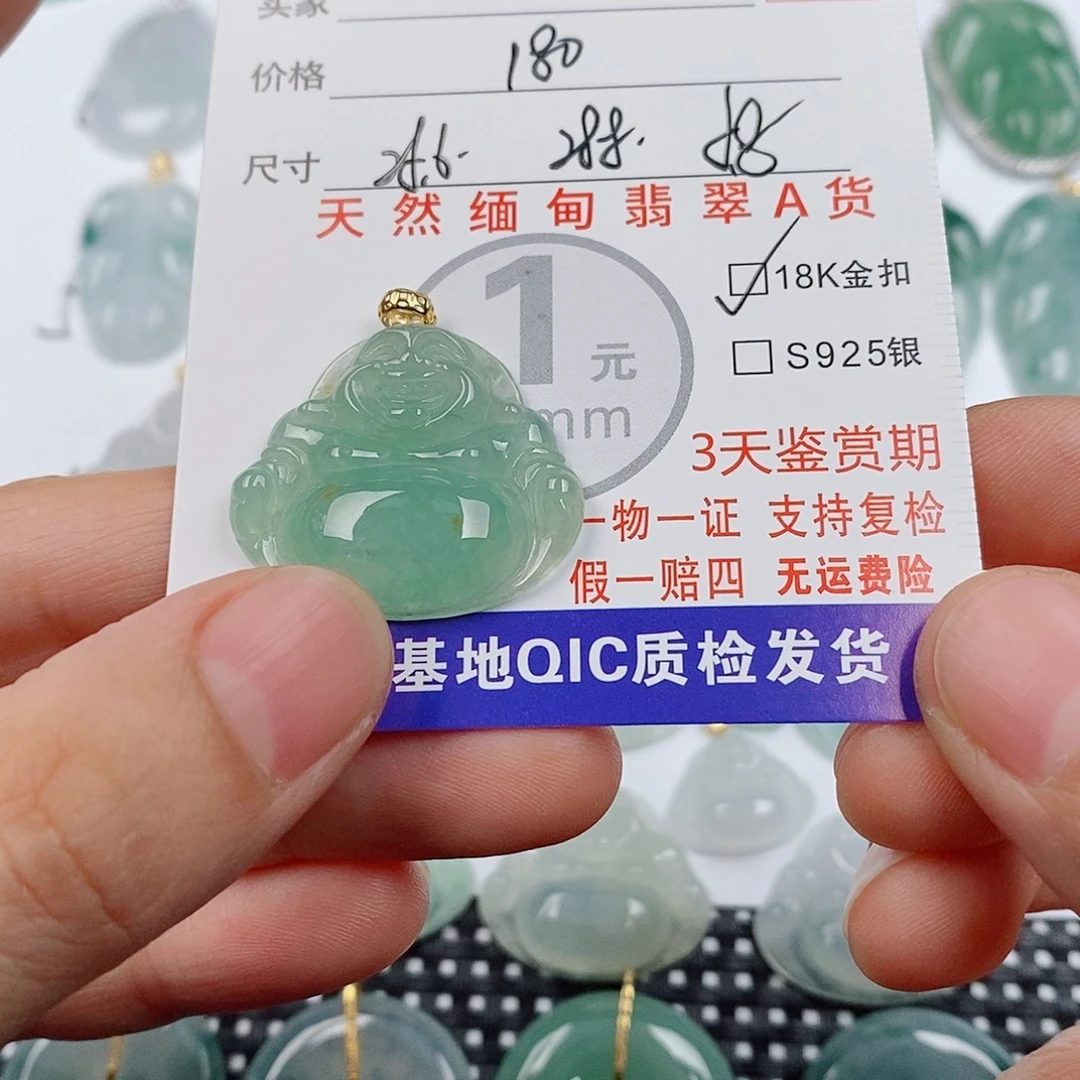 卖家
价格 180
尺寸
天然缅甸翡翠A货
1元
mm
18K金扣
S925银
3天鉴赏期
一物一证 支持复检
假一赔四 无运费险
基地QIC质检发货